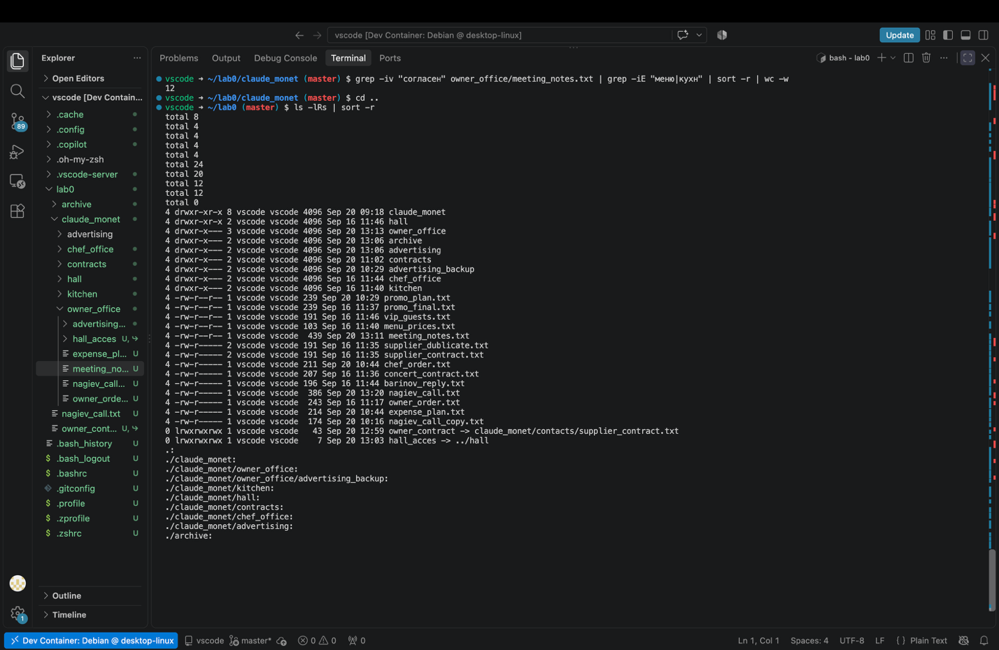 vscode [Dev Container: Debian @ desktop-linux]
Update
Explorer
Open Editors
vscode [Dev Contain...
.cache
.config
.copilot
.oh-my-zsh
.vscode-server
lab0
archive
claude_monet
advertising
chef_office
contracts
hall
kitchen
owner_office
advertising...
hall_acces U,
expense_pl... U
meeting_no... U
nagiev_call... U
owner_orde... U
nagiev_call.txt U
owner_cont... U,
.bash_history U
$ .bash_logout U
$ .bashrc U
.gitconfig U
$ .profile U
$ .zprofile U
$ .zshrc U
Outline
Timeline
89
1
Problems Output Debug Console Terminal Ports
bash - lab0
vscode → ~/lab0/claude_monet (master) $ grep -iv "согласен" owner_office/meeting_notes.txt | grep -iE "меню|кухн" | sort -r | wc -w
12
vscode → ~/lab0/claude_monet (master) $ cd ..
vscode → ~/lab0 (master) $ ls -lRs | sort -r
total 8
total 4
total 4
total 4
total 4
total 24
total 20
total 12
total 12
total 0
4 drwxr-xr-x 8 vscode vscode 4096 Sep 20 09:18 claude_monet
4 drwxr-xr-x 2 vscode vscode 4096 Sep 16 11:46 hall
4 drwxr-x--- 3 vscode vscode 4096 Sep 20 13:13 owner_office
4 drwxr-x--- 2 vscode vscode 4096 Sep 20 13:06 archive
4 drwxr-x--- 2 vscode vscode 4096 Sep 20 13:06 advertising
4 drwxr-x--- 2 vscode vscode 4096 Sep 20 11:02 contracts
4 drwxr-x--- 2 vscode vscode 4096 Sep 20 10:29 advertising_backup
4 drwxr-x--- 2 vscode vscode 4096 Sep 16 11:44 chef_office
4 drwxr-x--- 2 vscode vscode 4096 Sep 16 11:40 kitchen
4 -rw-r--r-- 1 vscode vscode 239 Sep 20 10:29 promo_plan.txt
4 -rw-r--r-- 1 vscode vscode 239 Sep 16 11:37 promo_final.txt
4 -rw-r--r-- 1 vscode vscode 191 Sep 16 11:46 vip_guests.txt
4 -rw-r--r-- 1 vscode vscode 103 Sep 16 11:40 menu_prices.txt
4 -rw-r--r-- 1 vscode vscode  439 Sep 20 13:11 meeting_notes.txt
4 -rw-r----- 2 vscode vscode 191 Sep 16 11:35 supplier_dublicate.txt
4 -rw-r----- 2 vscode vscode 191 Sep 16 11:35 supplier_contract.txt
4 -rw-r----- 1 vscode vscode 211 Sep 20 10:44 chef_order.txt
4 -rw-r----- 1 vscode vscode 207 Sep 16 11:36 concert_contract.txt
4 -rw-r----- 1 vscode vscode 196 Sep 16 11:44 barinov_reply.txt
4 -rw-r----- 1 vscode vscode  386 Sep 20 13:20 nagiev_call.txt
4 -rw-r----- 1 vscode vscode  243 Sep 16 11:17 owner_order.txt
4 -rw-r----- 1 vscode vscode  214 Sep 20 10:44 expense_plan.txt
4 -rw-r----- 1 vscode vscode  174 Sep 20 10:16 nagiev_call_copy.txt
0 lrwxrwxrwx 1 vscode vscode   43 Sep 20 12:59 owner_contract -> claude_monet/contacts/supplier_contract.txt
0 lrwxrwxrwx 1 vscode vscode    7 Sep 20 13:03 hall_acces -> ../hall
.:
./claude_monet:
./claude_monet/owner_office:
./claude_monet/owner_office/advertising_backup:
./claude_monet/kitchen:
./claude_monet/hall:
./claude_monet/contracts:
./claude_monet/chef_office:
./claude_monet/advertising:
./archive:
Dev Container: Debian @ desktop-linux vscode master* 0 0 0 Ln 1, Col 1 Spaces: 4 UTF-8 LF { } Plain Text